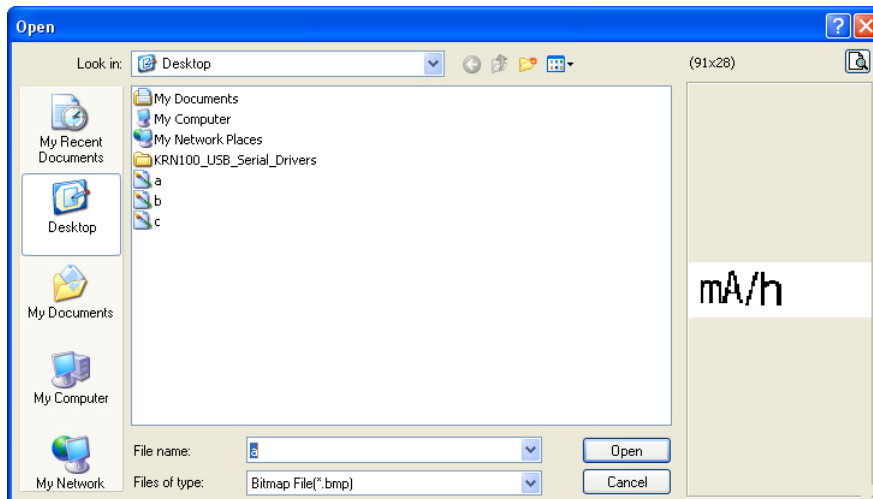 Open
Look in:
Desktop
(91x28)
My Recent
Documents
Desktop
My Documents
My Computer
My Network
My Documents
My Computer
My Network Places
KRN100_USB_Serial_Drivers
a
b
c
mA/h
File name:
a
Open
Files of type:
Bitmap File(*.bmp)
Cancel